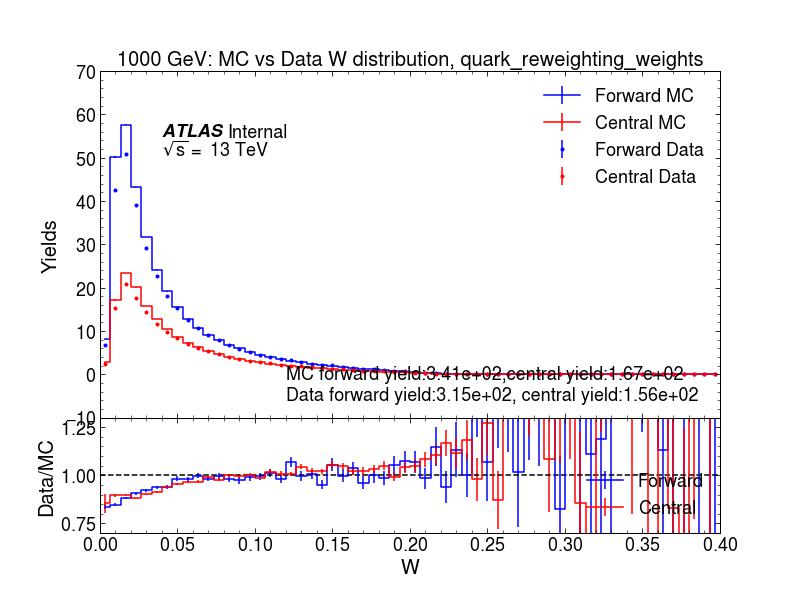 1000 GeV: MC vs Data W distribution, quark_reweighting_weights
70
60
50
40
30
20
10
0
−10
Yields
ATLAS Internal
√s = 13 TeV
Forward MC
Central MC
Forward Data
Central Data
MC forward yield:3.41e+02,central yield:1.67e+02
Data forward yield:3.15e+02, central yield:1.56e+02
1.25
1.00
0.75
Data/MC
Forward
Central
0.00 0.05 0.10 0.15 0.20 0.25 0.30 0.35 0.40
W